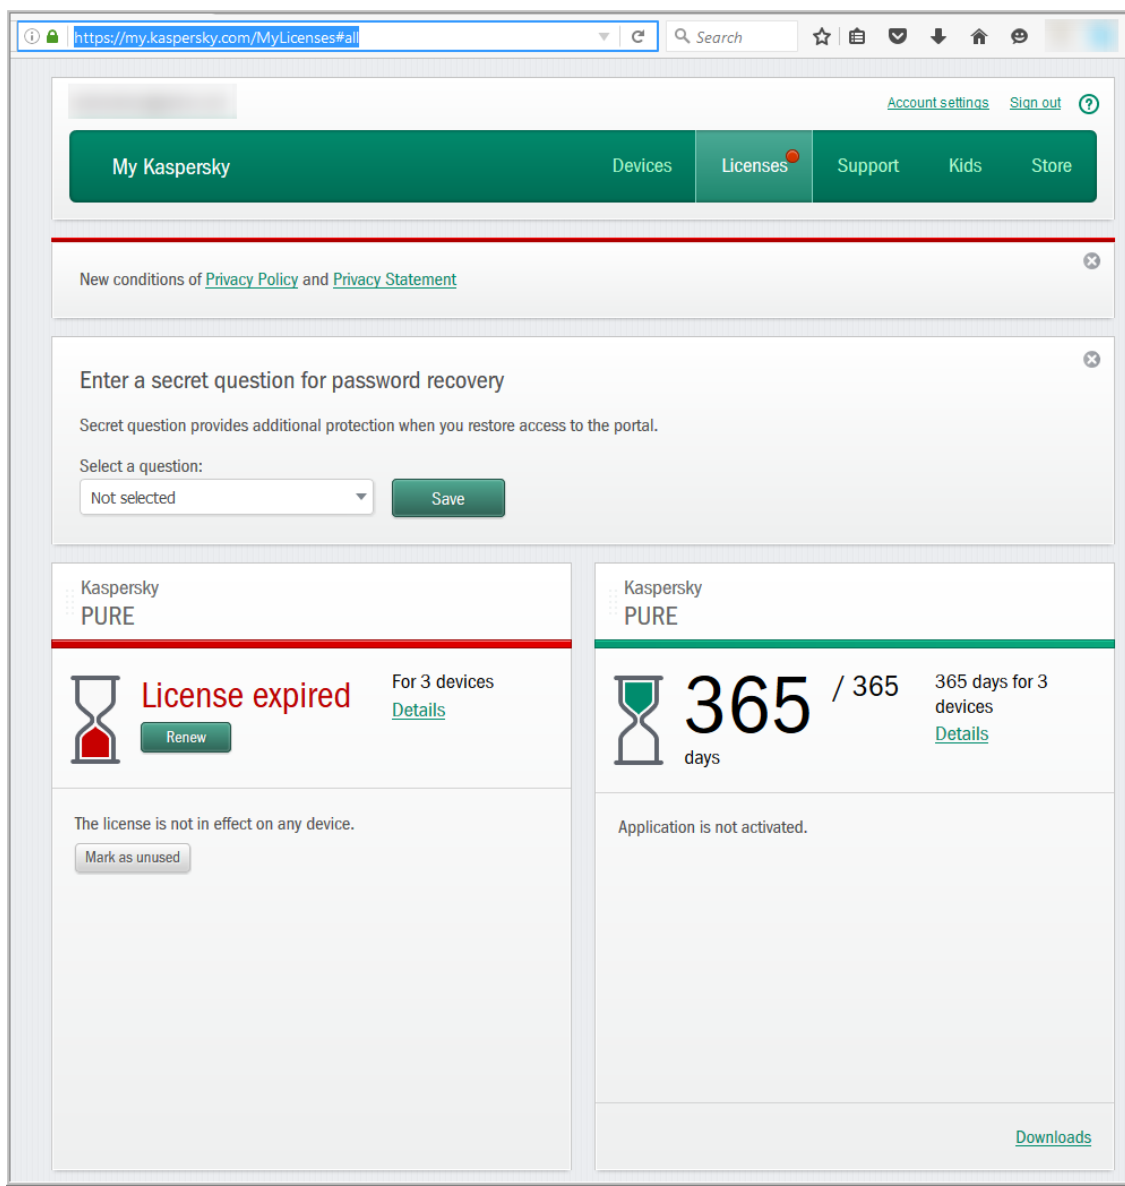 https://my.kaspersky.com/MyLicenses#all
Search
Account settings Sign out ?
My Kaspersky Devices Licenses Support Kids Store
New conditions of Privacy Policy and Privacy Statement
Enter a secret question for password recovery
Secret question provides additional protection when you restore access to the portal.
Select a question:
Not selected Save
Kaspersky
PURE
License expired
Renew
For 3 devices
Details
The license is not in effect on any device.
Mark as unused
Kaspersky
PURE
365 / 365
days
365 days for 3
devices
Details
Application is not activated.
Downloads